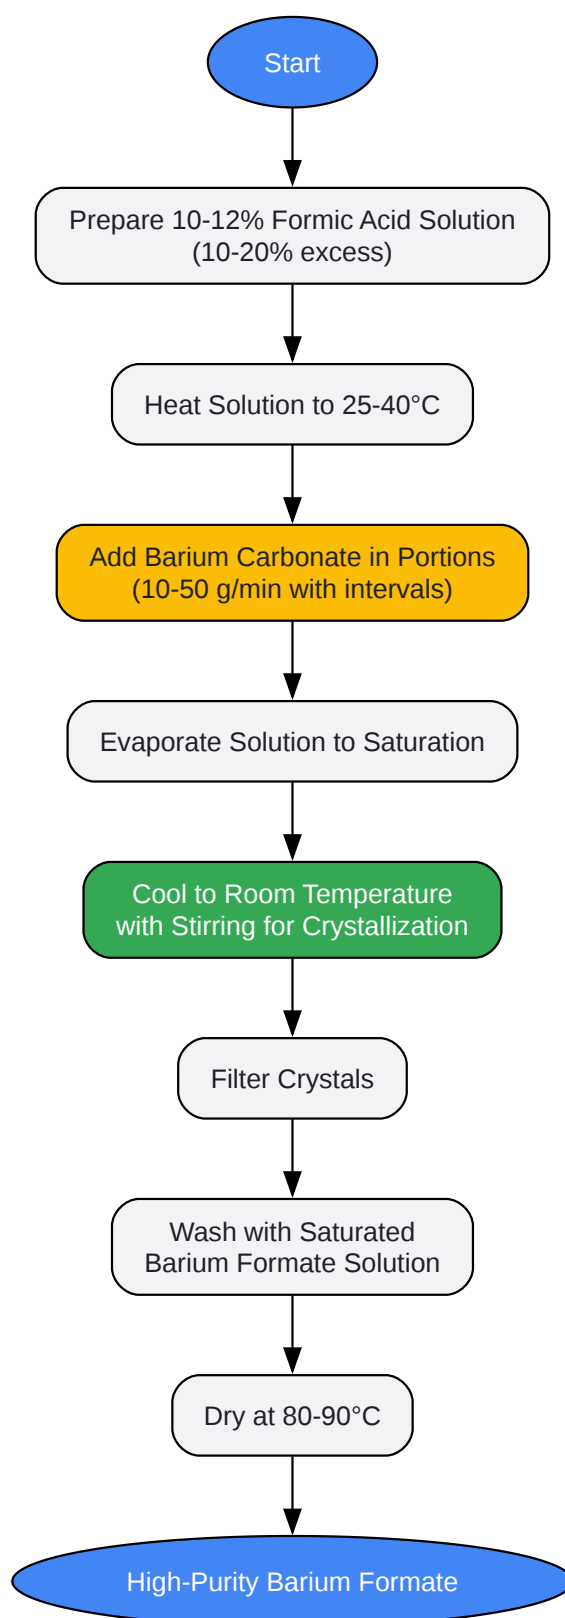 Start
Prepare 10-12% Formic Acid Solution
(10-20% excess)
Heat Solution to 25-40°C
Add Barium Carbonate in Portions
(10-50 g/min with intervals)
Evaporate Solution to Saturation
Cool to Room Temperature
with Stirring for Crystallization
Filter Crystals
Wash with Saturated
Barium Formate Solution
Dry at 80-90°C
High-Purity Barium Formate